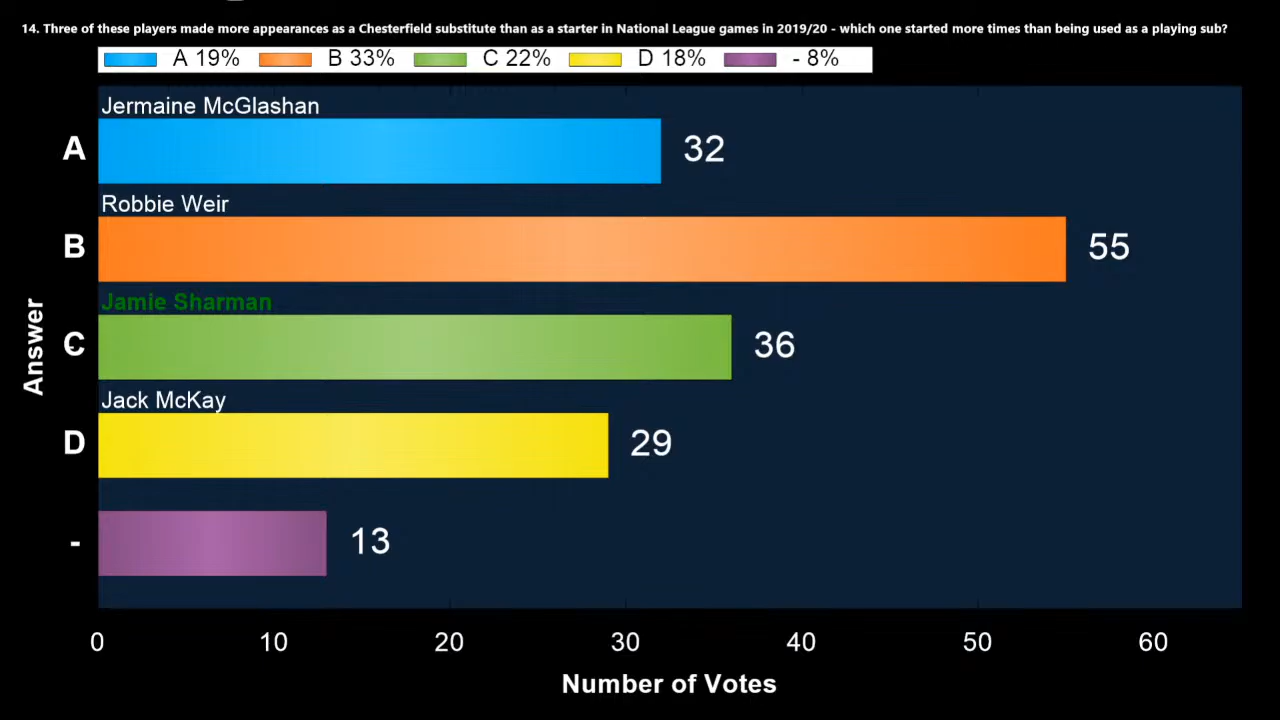 14. Three of these players made more appearances as a Chesterfield substitute than as a starter in National League games in 2019/20 - which one started more times than being used as a playing sub?
A 19% B 33% C 22% D 18% - 8%
Jermaine McGlashan
A 32
Robbie Weir
B 55
Jamie Sharman
C 36
Jack McKay
D 29
- 13
Answer
0 10 20 30 40 50 60
Number of Votes